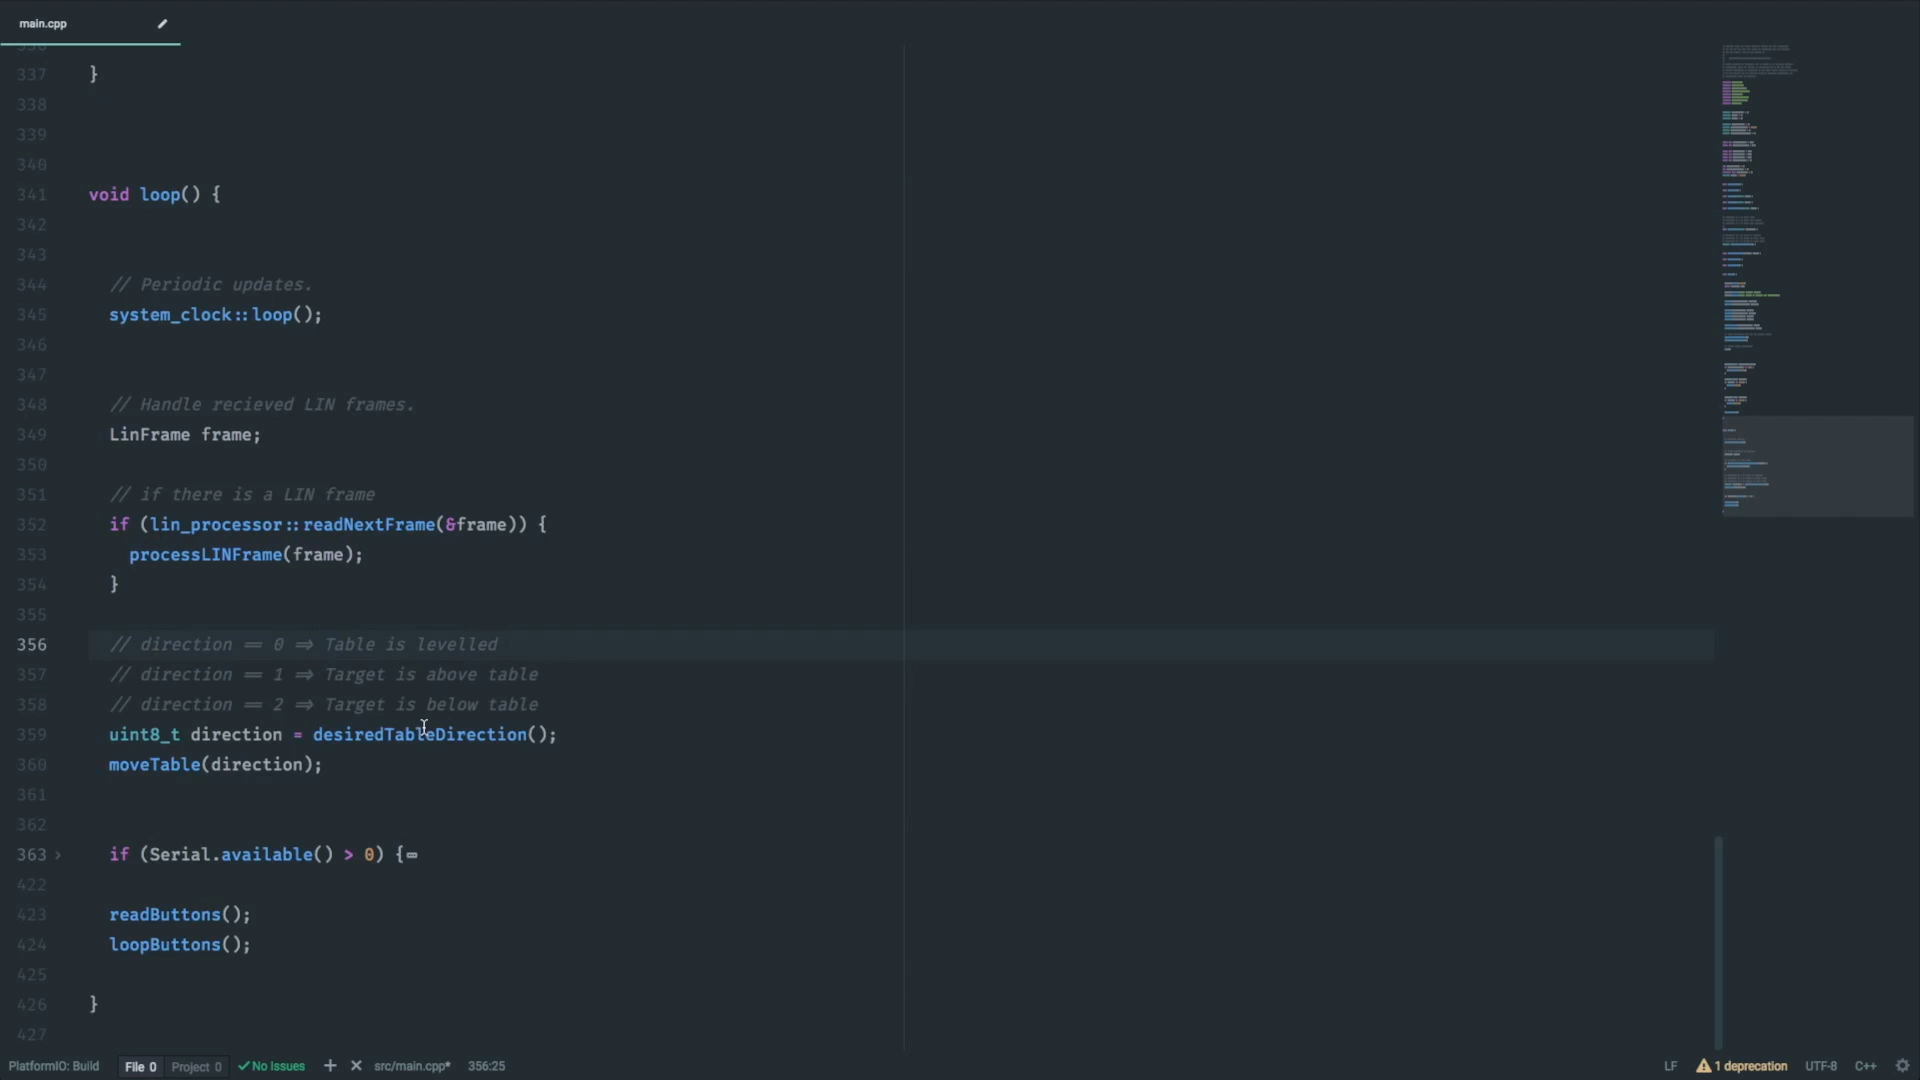 main.cpp
337 }
338
339
340
341 void loop() {
342
343
344 // Periodic updates.
345 system_clock::loop();
346
347
348 // Handle recieved LIN frames.
349 LinFrame frame;
350
351 // if there is a LIN frame
352 if (lin_processor::readNextFrame(&frame)) {
353 processLINFrame(frame);
354 }
355
356 // direction == 0 => Table is levelled
357 // direction == 1 => Target is above table
358 // direction == 2 => Target is below table
359 uint8_t direction = desiredTableDirection();
360 moveTable(direction);
361
362
363 if (Serial.available() > 0) {
422
423 readButtons();
424 loopButtons();
425
426 }
427
PlatformIO: Build File 0 Project 0 No Issues src/main.cpp* 356:25 LF 1 deprecation UTF-8 C++